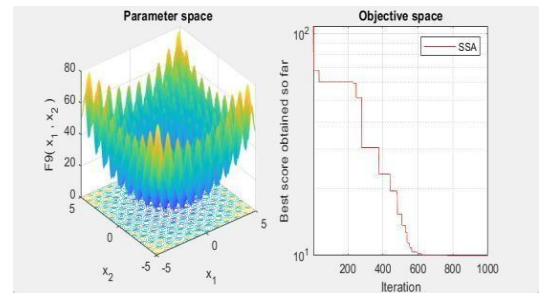 Parameter space
F9( x1 , x2 )
80
60
40
20
0
5
0
-5
x2
-5
0
5
x1
Objective space
Best score obtained so far
10^2
10^1
SSA
200
400
600
800
1000
Iteration